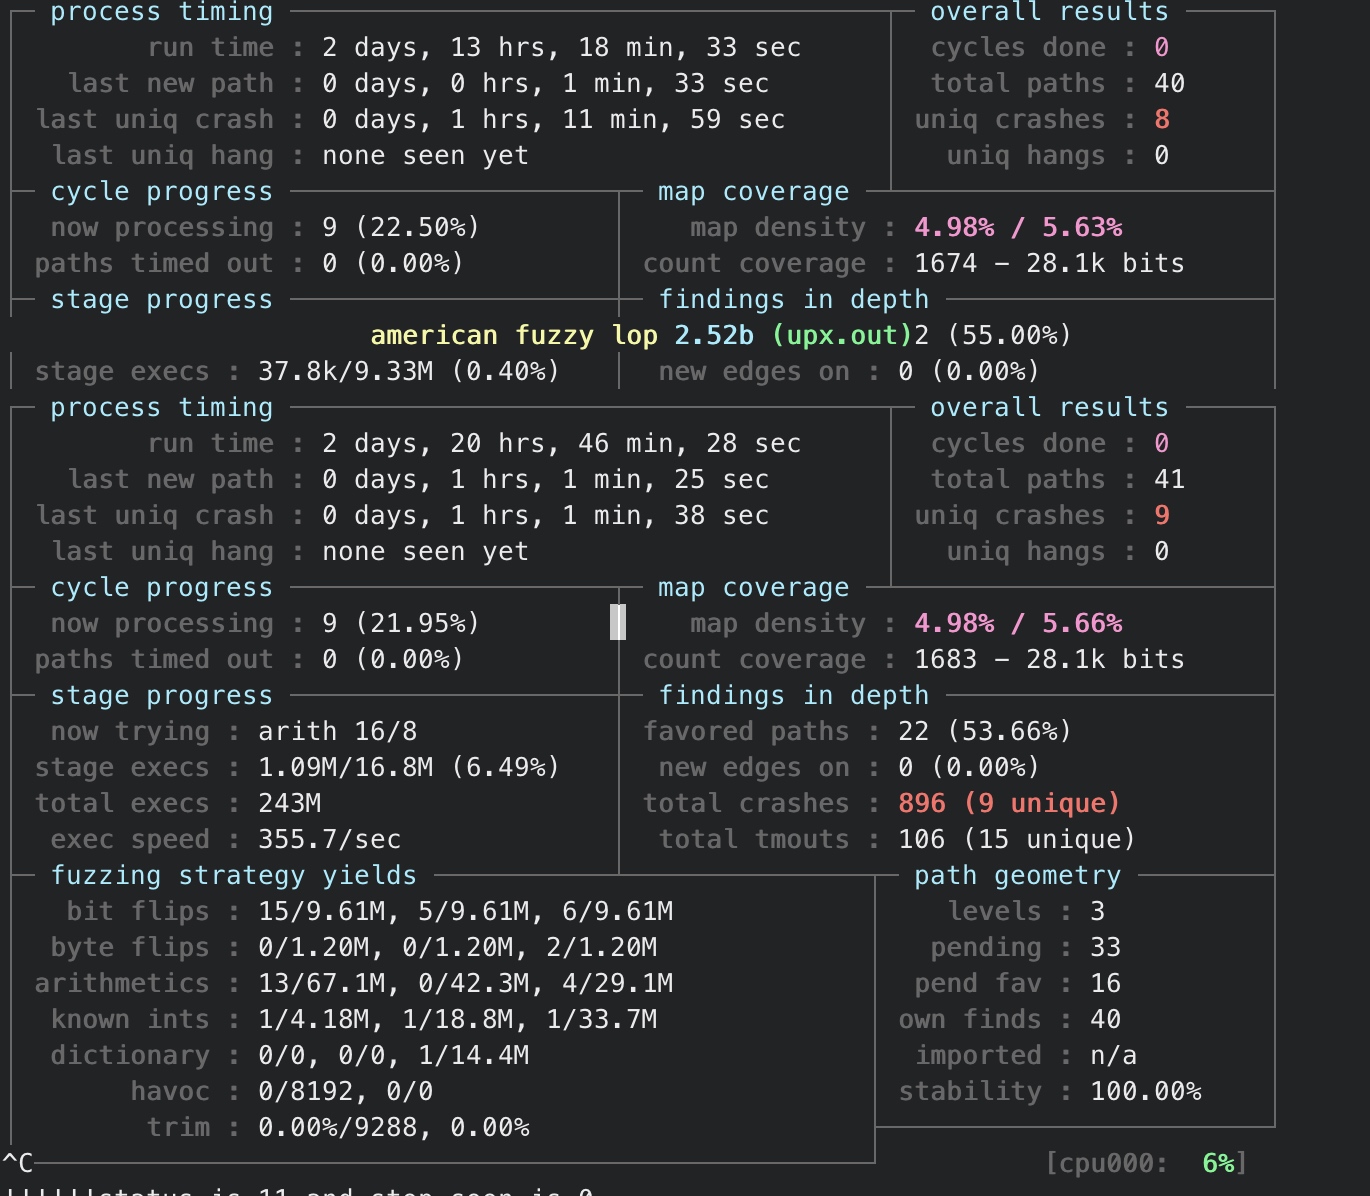 process timing overall results
run time : 2 days, 13 hrs, 18 min, 33 sec cycles done : 0
last new path : 0 days, 0 hrs, 1 min, 33 sec total paths : 40
last uniq crash : 0 days, 1 hrs, 11 min, 59 sec uniq crashes : 8
last uniq hang : none seen yet uniq hangs : 0
cycle progress map coverage
now processing : 9 (22.50%) map density : 4.98% / 5.63%
paths timed out : 0 (0.00%) count coverage : 1674 - 28.1k bits
stage progress findings in depth
american fuzzy lop 2.52b (upx.out)2 (55.00%)
stage execs : 37.8k/9.33M (0.40%) new edges on : 0 (0.00%)
process timing overall results
run time : 2 days, 20 hrs, 46 min, 28 sec cycles done : 0
last new path : 0 days, 1 hrs, 1 min, 25 sec total paths : 41
last uniq crash : 0 days, 1 hrs, 1 min, 38 sec uniq crashes : 9
last uniq hang : none seen yet uniq hangs : 0
cycle progress map coverage
now processing : 9 (21.95%) map density : 4.98% / 5.66%
paths timed out : 0 (0.00%) count coverage : 1683 - 28.1k bits
stage progress findings in depth
now trying : arith 16/8 favored paths : 22 (53.66%)
stage execs : 1.09M/16.8M (6.49%) new edges on : 0 (0.00%)
total execs : 243M total crashes : 896 (9 unique)
exec speed : 355.7/sec total tmouts : 106 (15 unique)
fuzzing strategy yields path geometry
bit flips : 15/9.61M, 5/9.61M, 6/9.61M levels : 3
byte flips : 0/1.20M, 0/1.20M, 2/1.20M pending : 33
arithmetics : 13/67.1M, 0/42.3M, 4/29.1M pend fav : 16
known ints : 1/4.18M, 1/18.8M, 1/33.7M own finds : 40
dictionary : 0/0, 0/0, 1/14.4M imported : n/a
havoc : 0/8192, 0/0 stability : 100.00%
trim : 0.00%/9288, 0.00%
^C [cpu000: 6%]
status is 11 and stop seen is 0